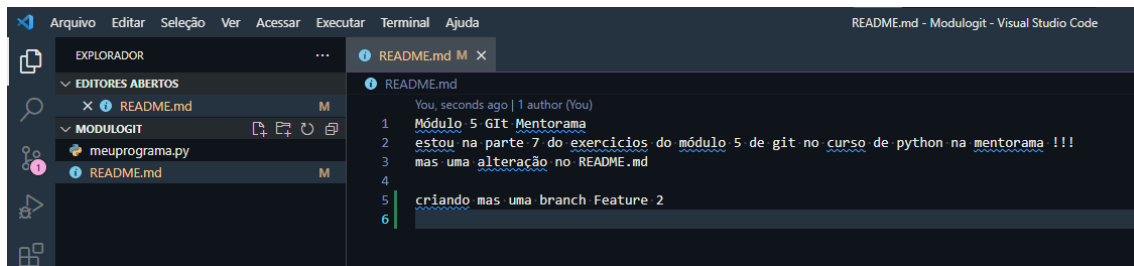 Arquivo Editar Seleção Ver Acessar Executar Terminal Ajuda README.md - Modulogit - Visual Studio Code
EXPLORADOR ...
EDITORES ABERTOS
README.md M
MODULOGIT
meuprograma.py
README.md M
1
README.md M
README.md
You, seconds ago | 1 author (You)
1 Módulo 5 GIt Mentorama
2 estou na parte 7 do exercicios do módulo 5 de git no curso de python na mentorama !!!
3 mas uma alteração no README.md
4
5 criando mas uma branch Feature 2
6